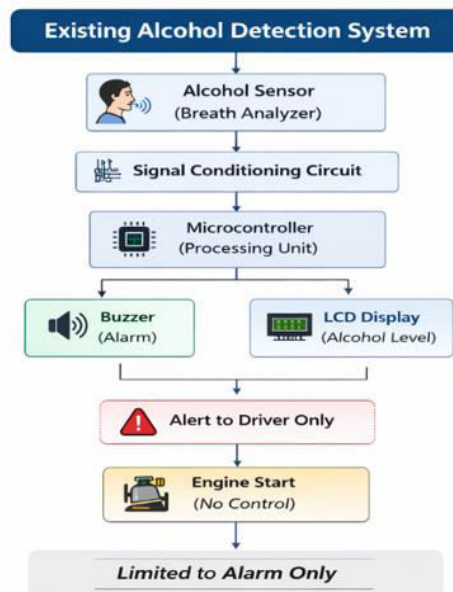 Existing Alcohol Detection System
Alcohol Sensor
(Breath Analyzer)
Signal Conditioning Circuit
Microcontroller
(Processing Unit)
Buzzer
(Alarm)
LCD Display
(Alcohol Level)
Alert to Driver Only
Engine Start
(No Control)
Limited to Alarm Only